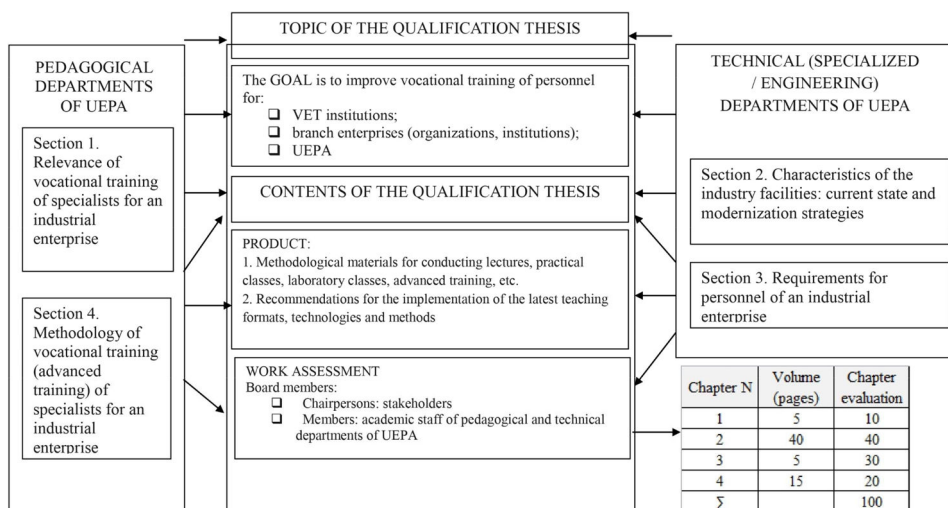 TOPIC OF THE QUALIFICATION THESIS
PEDAGOGICAL
DEPARTMENTS
OF UEPA
Section 1.
Relevance of
vocational training
of specialists for an
industrial
enterprise
Section 4.
Methodology of
vocational training
(advanced
training) of
specialists for an
industrial
enterprise
The GOAL is to improve vocational training of personnel
for:
❑ VET institutions;
❑ branch enterprises (organizations, institutions);
❑ UEPA
CONTENTS OF THE QUALIFICATION THESIS
PRODUCT:
1. Methodological materials for conducting lectures, practical
classes, laboratory classes, advanced training, etc.
2. Recommendations for the implementation of the latest teaching
formats, technologies and methods
WORK ASSESSMENT
Board members:
❑ Chairpersons: stakeholders
❑ Members: academic staff of pedagogical and technical
departments of UEPA
TECHNICAL (SPECIALIZED
/ ENGINEERING)
DEPARTMENTS OF UEPA
Section 2. Characteristics of the
industry facilities: current state and
modernization strategies
Section 3. Requirements for
personnel of an industrial
enterprise
Chapter N Volume (pages) Chapter evaluation
1 5 10
2 40 40
3 5 30
4 15 20
∑ 100